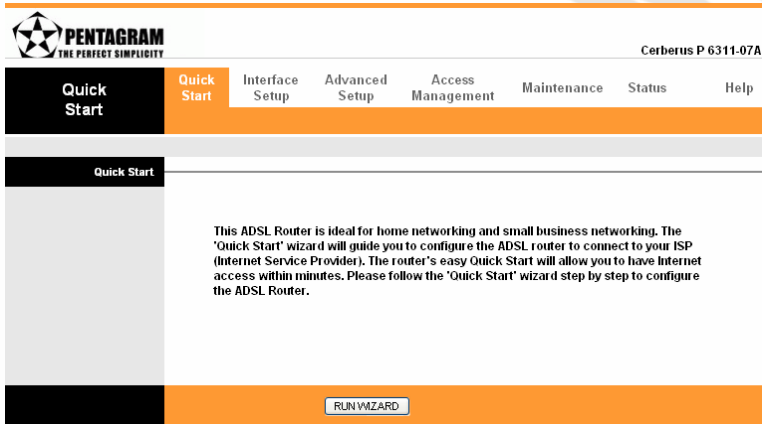 PENTAGRAM
THE PERFECT SIMPLICITY
Cerberus P 6311-07A
Quick
Start
Quick
Start
Interface
Setup
Advanced
Setup
Access
Management
Maintenance
Status
Help
Quick Start
This ADSL Router is ideal for home networking and small business networking. The
'Quick Start' wizard will guide you to configure the ADSL router to connect to your ISP
(Internet Service Provider). The router's easy Quick Start will allow you to have Internet
access within minutes. Please follow the 'Quick Start' wizard step by step to configure
the ADSL Router.
RUN WIZARD